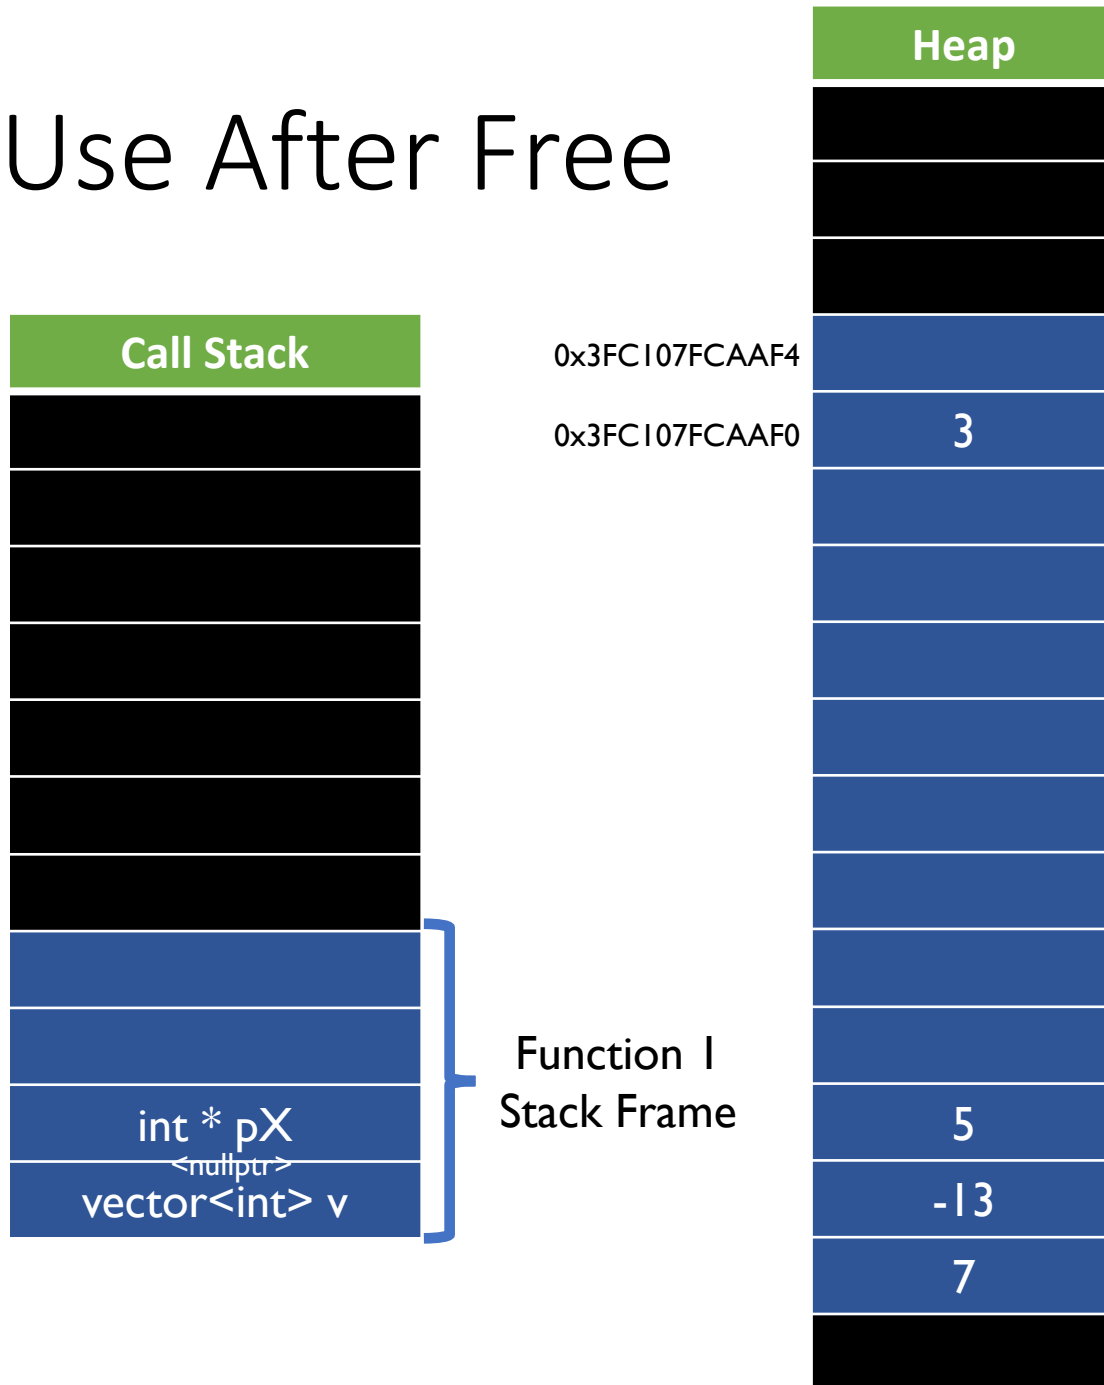 Heap
Use After Free
Call Stack
0x3FC107FCAAF4
0x3FC107FCAAF0
3
Function 1
Stack Frame
int * pX
<nullptr>
vector<int> v
5
-13
7